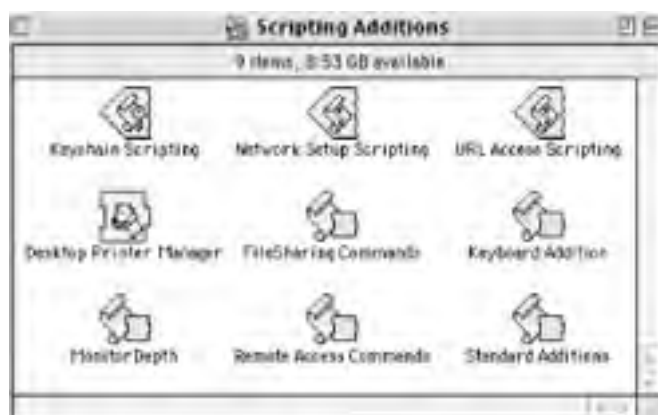 Scripting Additions
9 items, 8.53 GB available
Keychain Scripting Network Setup Scripting URL Access Scripting
Desktop Printer Manager FileSharing Commands Keyboard Addition
Monitor Depth Remote Access Commands Standard Additions